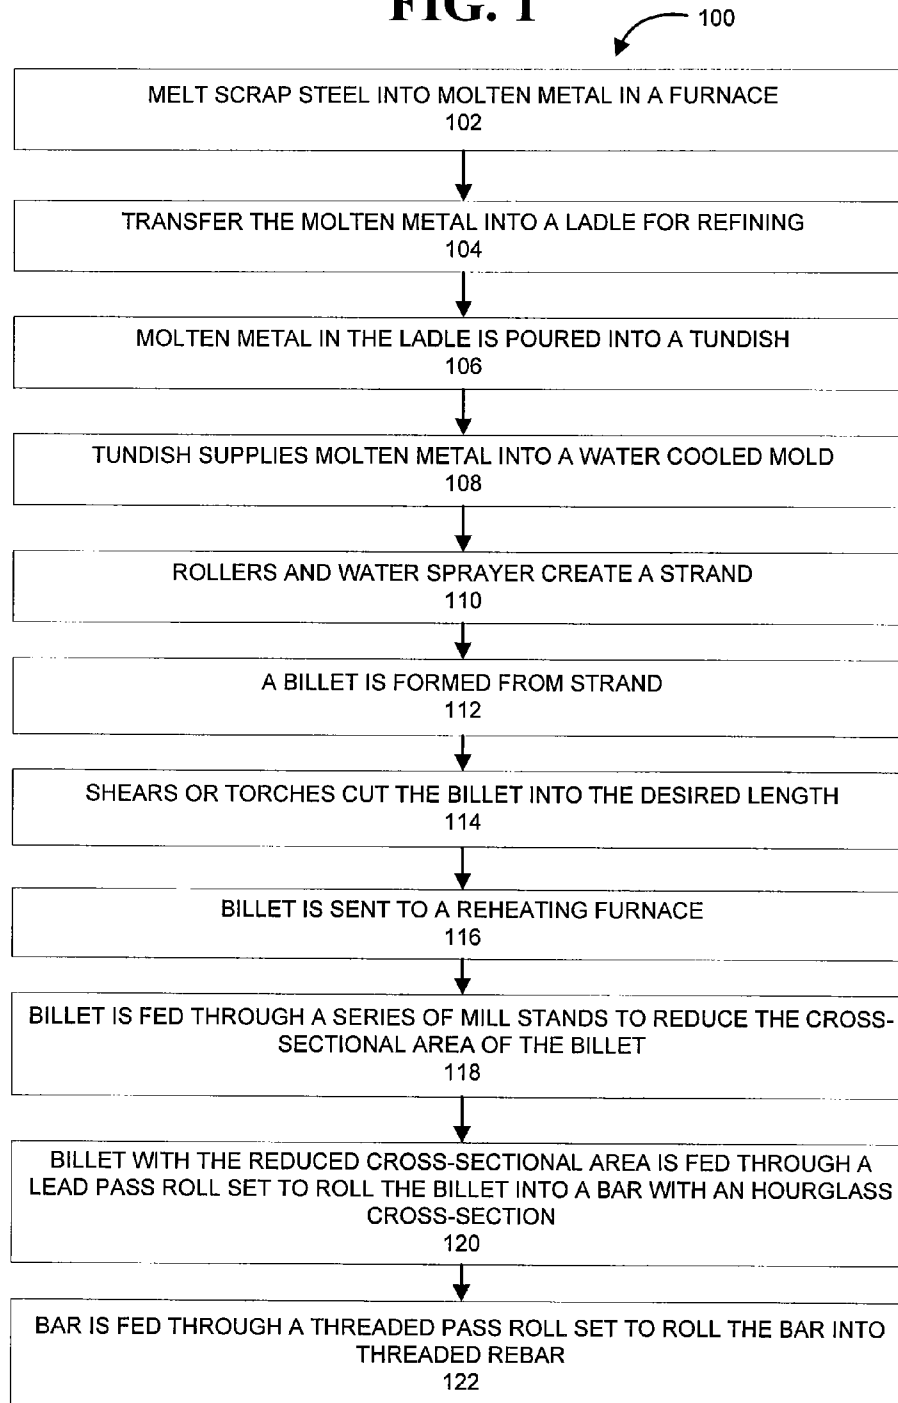 FIG. 1
100
MELT SCRAP STEEL INTO MOLTEN METAL IN A FURNACE
102
TRANSFER THE MOLTEN METAL INTO A LADLE FOR REFINING
104
MOLTEN METAL IN THE LADLE IS POURED INTO A TUNDISH
106
TUNDISH SUPPLIES MOLTEN METAL INTO A WATER COOLED MOLD
108
ROLLERS AND WATER SPRAYER CREATE A STRAND
110
A BILLET IS FORMED FROM STRAND
112
SHEARS OR TORCHES CUT THE BILLET INTO THE DESIRED LENGTH
114
BILLET IS SENT TO A REHEATING FURNACE
116
BILLET IS FED THROUGH A SERIES OF MILL STANDS TO REDUCE THE CROSS-
SECTIONAL AREA OF THE BILLET
118
BILLET WITH THE REDUCED CROSS-SECTIONAL AREA IS FED THROUGH A
LEAD PASS ROLL SET TO ROLL THE BILLET INTO A BAR WITH AN HOURGLASS
CROSS-SECTION
120
BAR IS FED THROUGH A THREADED PASS ROLL SET TO ROLL THE BAR INTO
THREADED REBAR
122